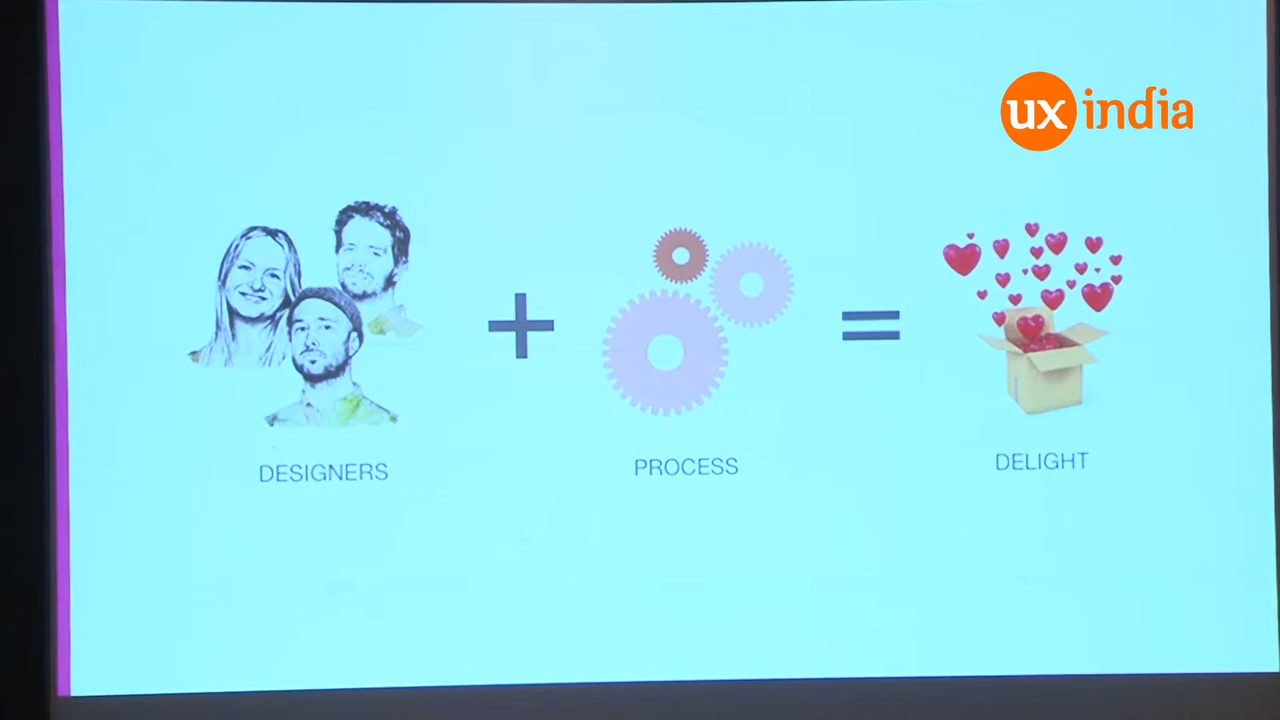 ux india
+
=
DESIGNERS
PROCESS
DELIGHT